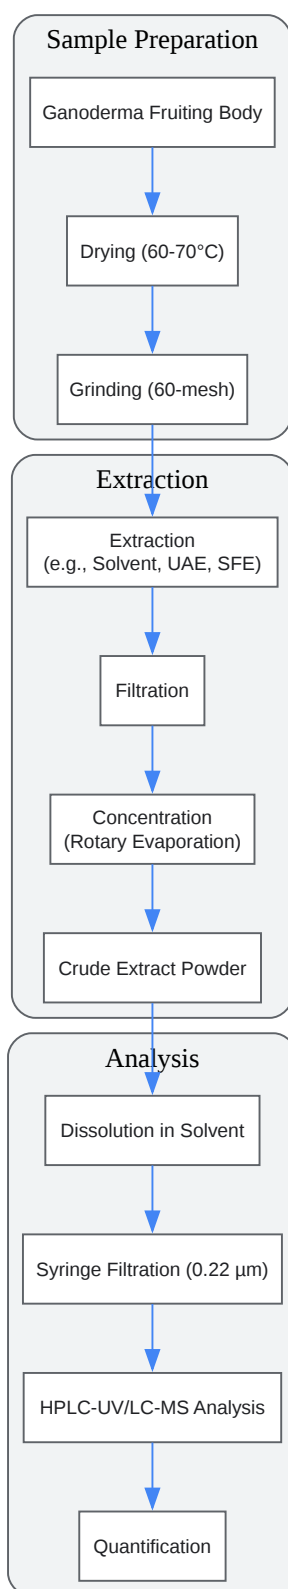 Sample Preparation
Ganoderma Fruiting Body
Drying (60-70°C)
Grinding (60-mesh)
Extraction
Extraction
(e.g., Solvent, UAE, SFE)
Filtration
Concentration
(Rotary Evaporation)
Crude Extract Powder
Analysis
Dissolution in Solvent
Syringe Filtration (0.22 µm)
HPLC-UV/LC-MS Analysis
Quantification